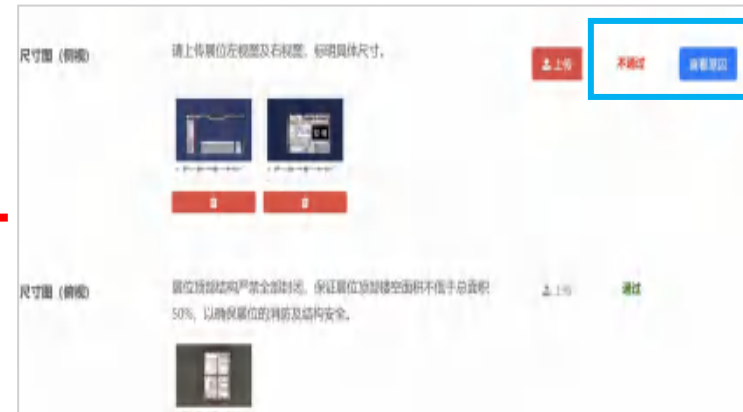 尺寸图（侧视）
请上传展位左视图及右视图，标明具体尺寸。
上传
不通过
查看原因
尺寸图（俯视）
展位顶部结构严禁全部封闭，保证展位顶部镂空面积不低于总面积
50%，以确保展位的消防及结构安全。
上传
通过